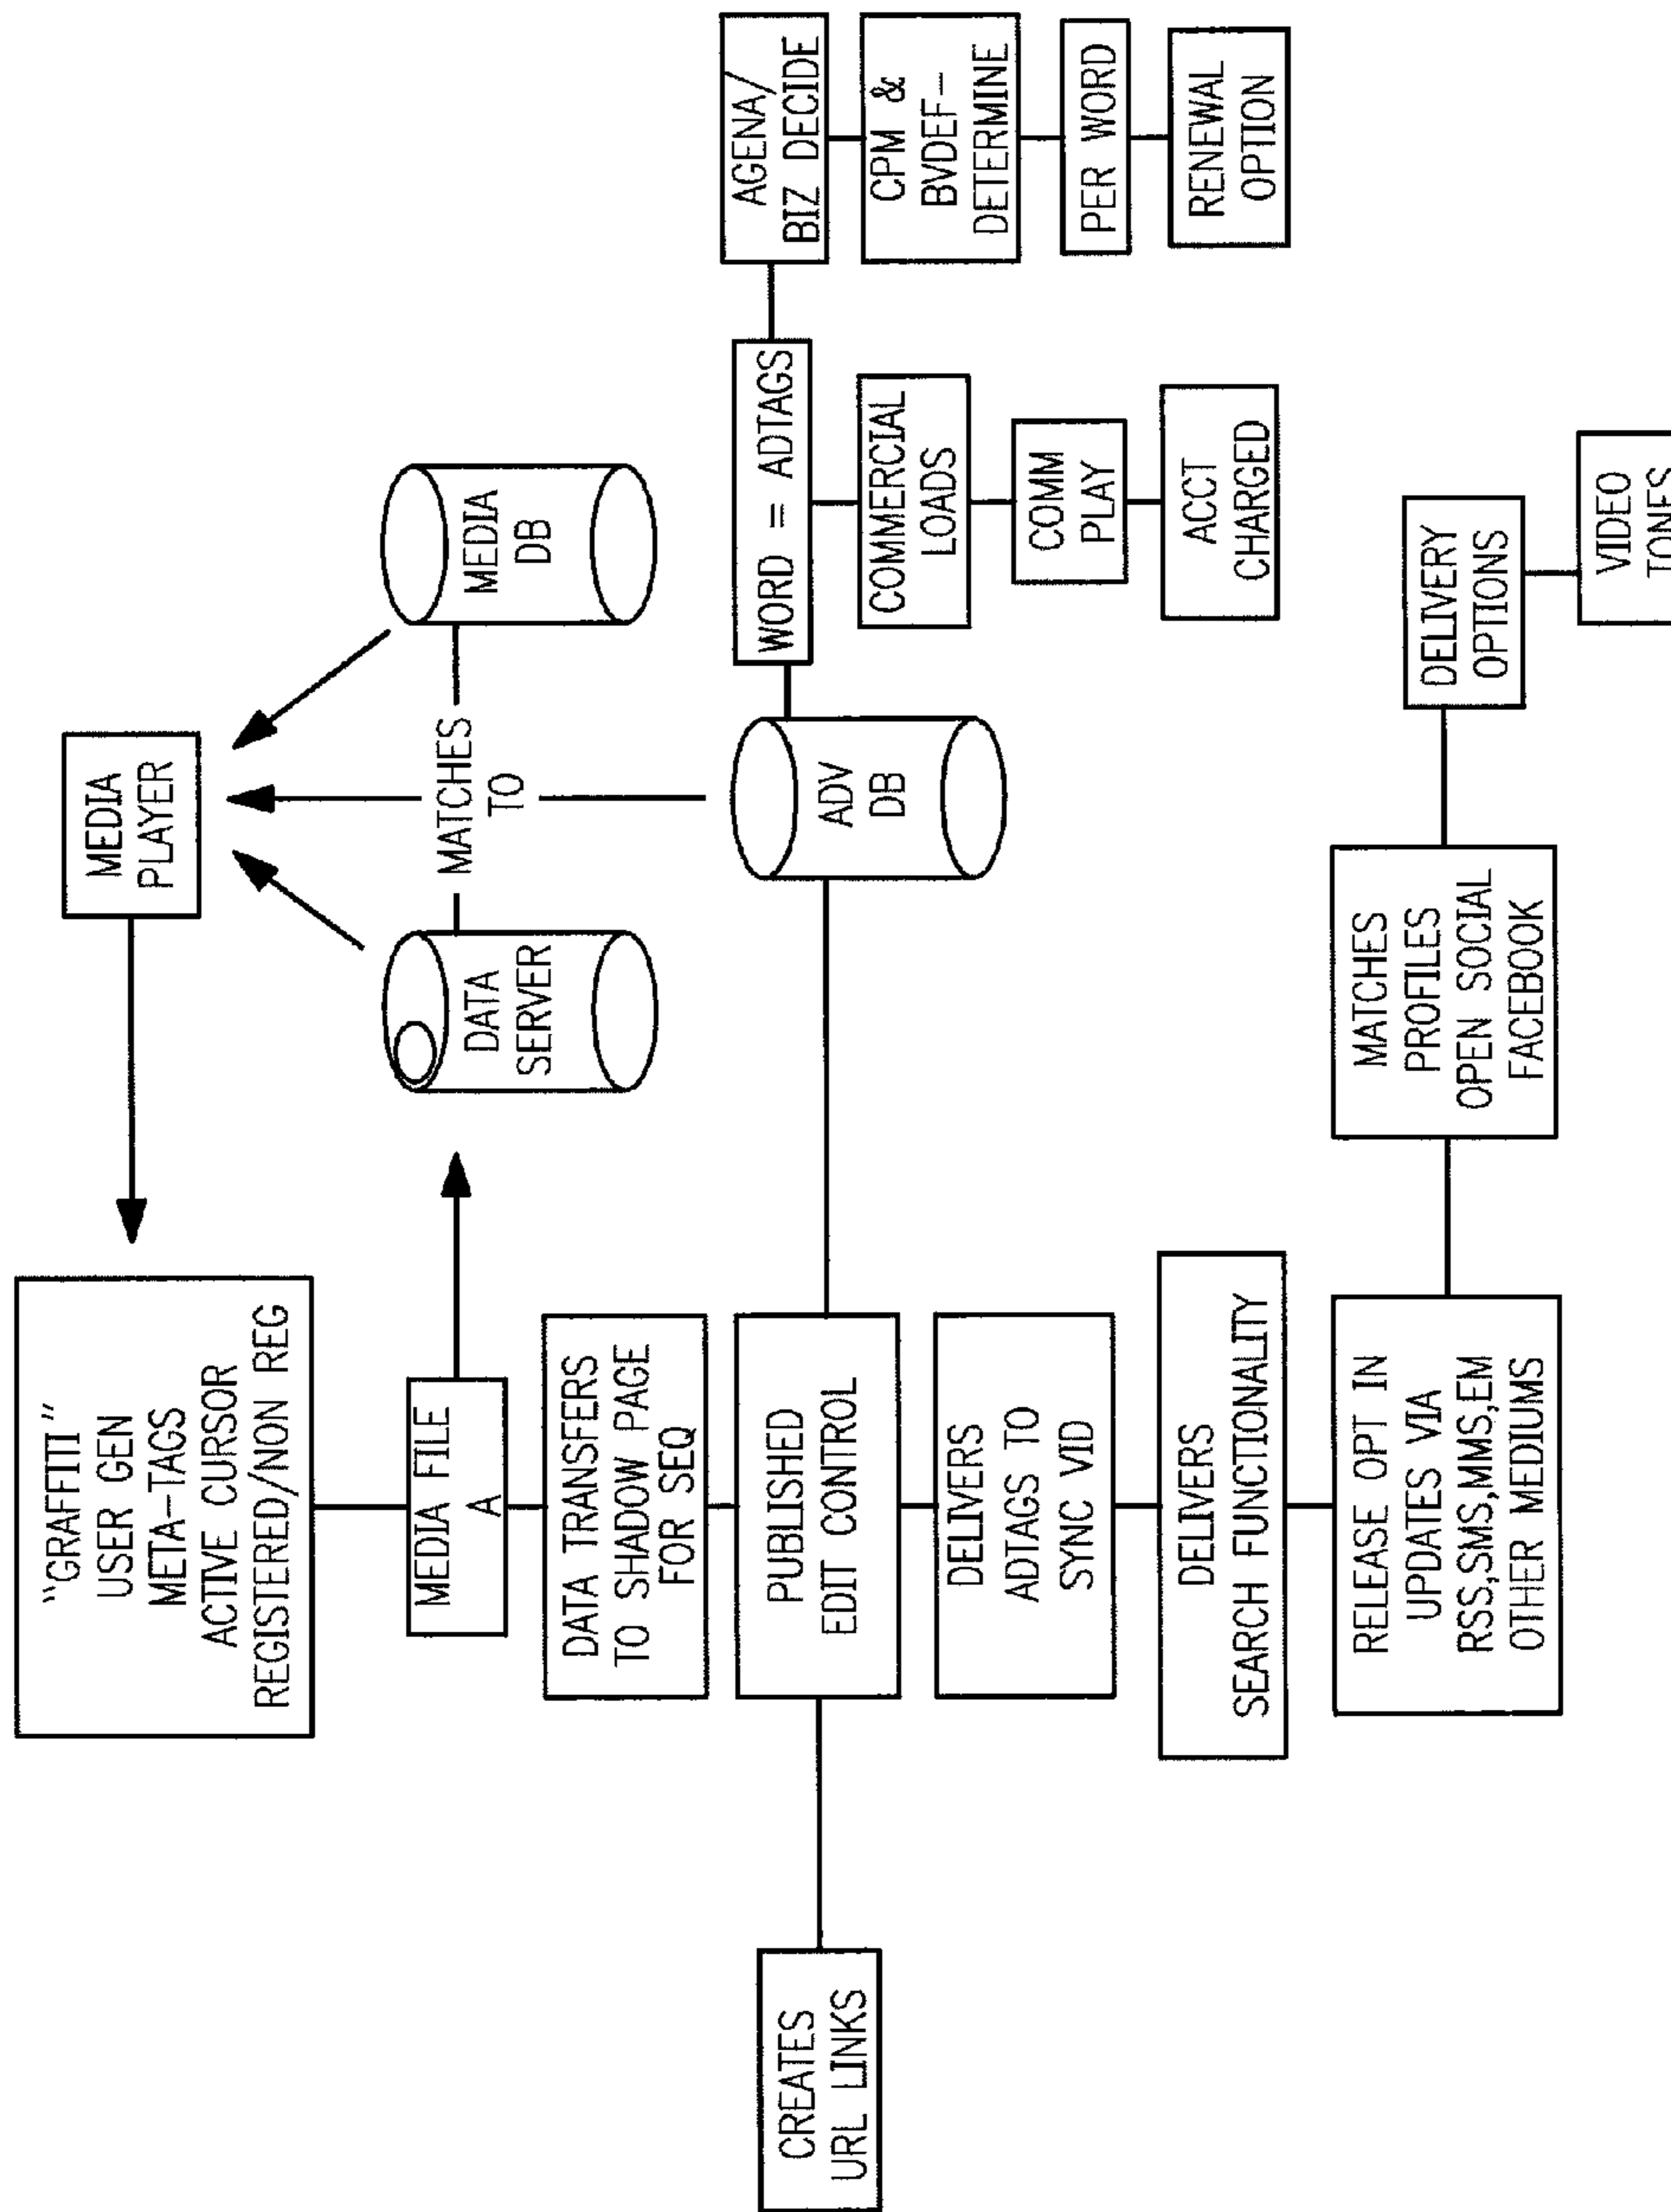 "GRAFFITI"
USER GEN
META-TAGS
ACTIVE CURSOR
REGISTERED/NON REG
MEDIA
PLAYER
MEDIA FILE
A
DATA
SERVER
MATCHES
TO
MEDIA
DB
DATA TRANSFERS
TO SHADOW PAGE
FOR SEQ
CREATES
URL LINKS
PUBLISHED
EDIT CONTROL
ADV
DB
WORD = ADTAGS
AGENA/
BIZ DECIDE
COMMERCIAL
LOADS
CPM &
BVDEF-
DETERMINE
COMM
PLAY
PER WORD
ACCT
CHARGED
RENEWAL
OPTION
DELIVERS
ADTAGS TO
SYNC VID
DELIVERS
SEARCH FUNCTIONALITY
RELEASE OPT IN
UPDATES VIA
RSS,SMS,MMS,EM
OTHER MEDIUMS
MATCHES
PROFILES
OPEN SOCIAL
FACEBOOK
DELIVERY
OPTIONS
VIDEO
TONES